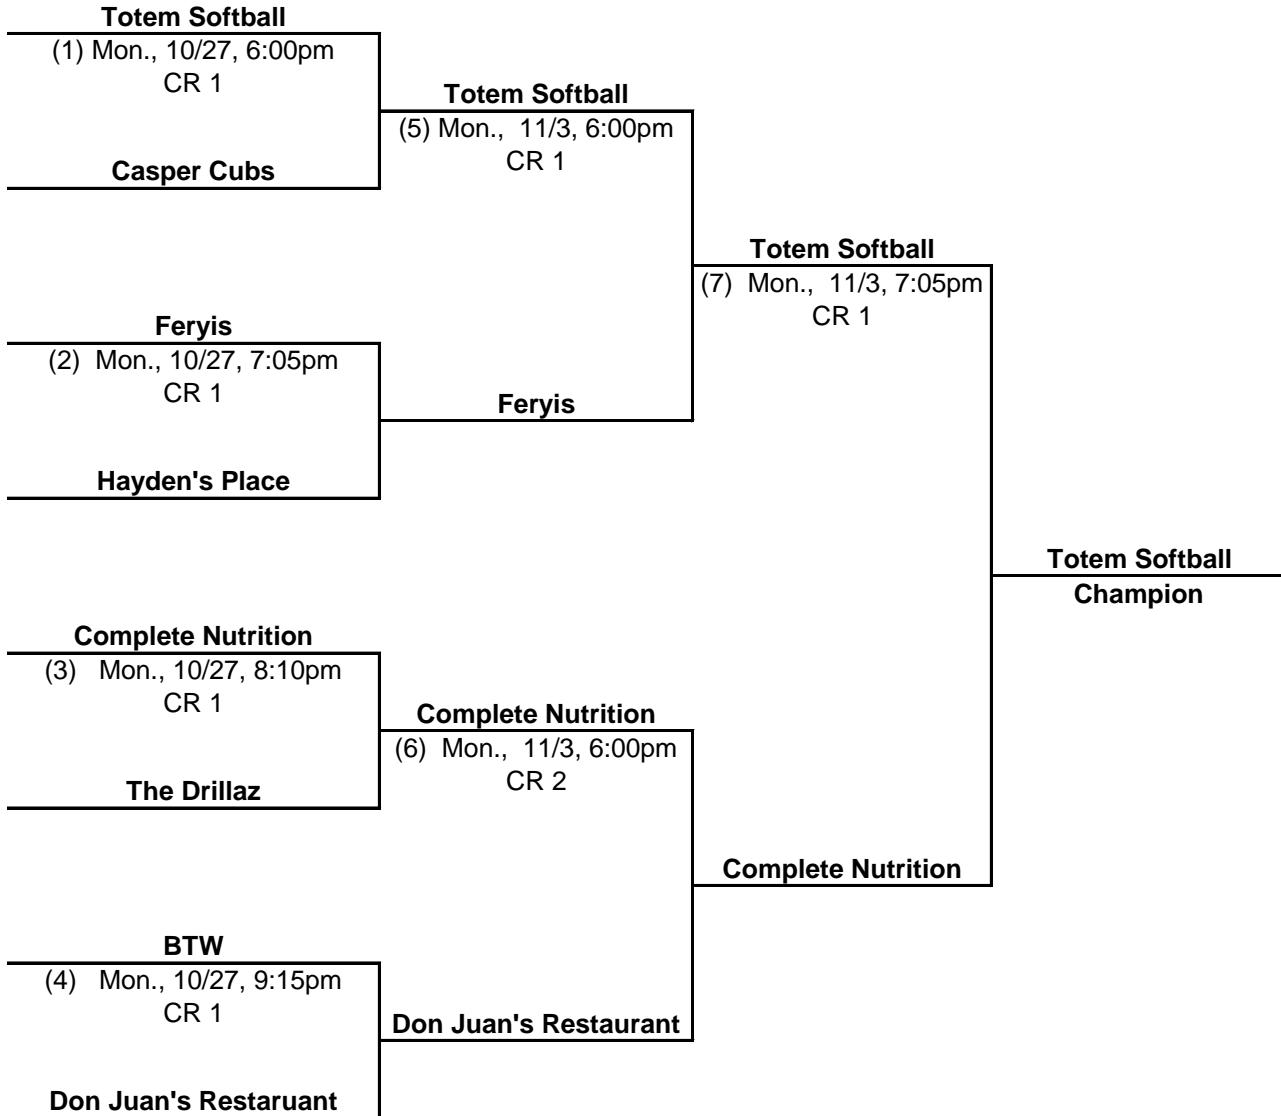 Totem Softball
(1) Mon., 10/27, 6:00pm
CR 1
Casper Cubs
Totem Softball
(5) Mon., 11/3, 6:00pm
CR 1
Feryis
(2) Mon., 10/27, 7:05pm
CR 1
Hayden's Place
Feryis
Totem Softball
(7) Mon., 11/3, 7:05pm
CR 1
Totem Softball
Champion
Complete Nutrition
(3) Mon., 10/27, 8:10pm
CR 1
The Drillaz
Complete Nutrition
(6) Mon., 11/3, 6:00pm
CR 2
Complete Nutrition
BTW
(4) Mon., 10/27, 9:15pm
CR 1
Don Juan's Restaurant
Don Juan's Restaruant